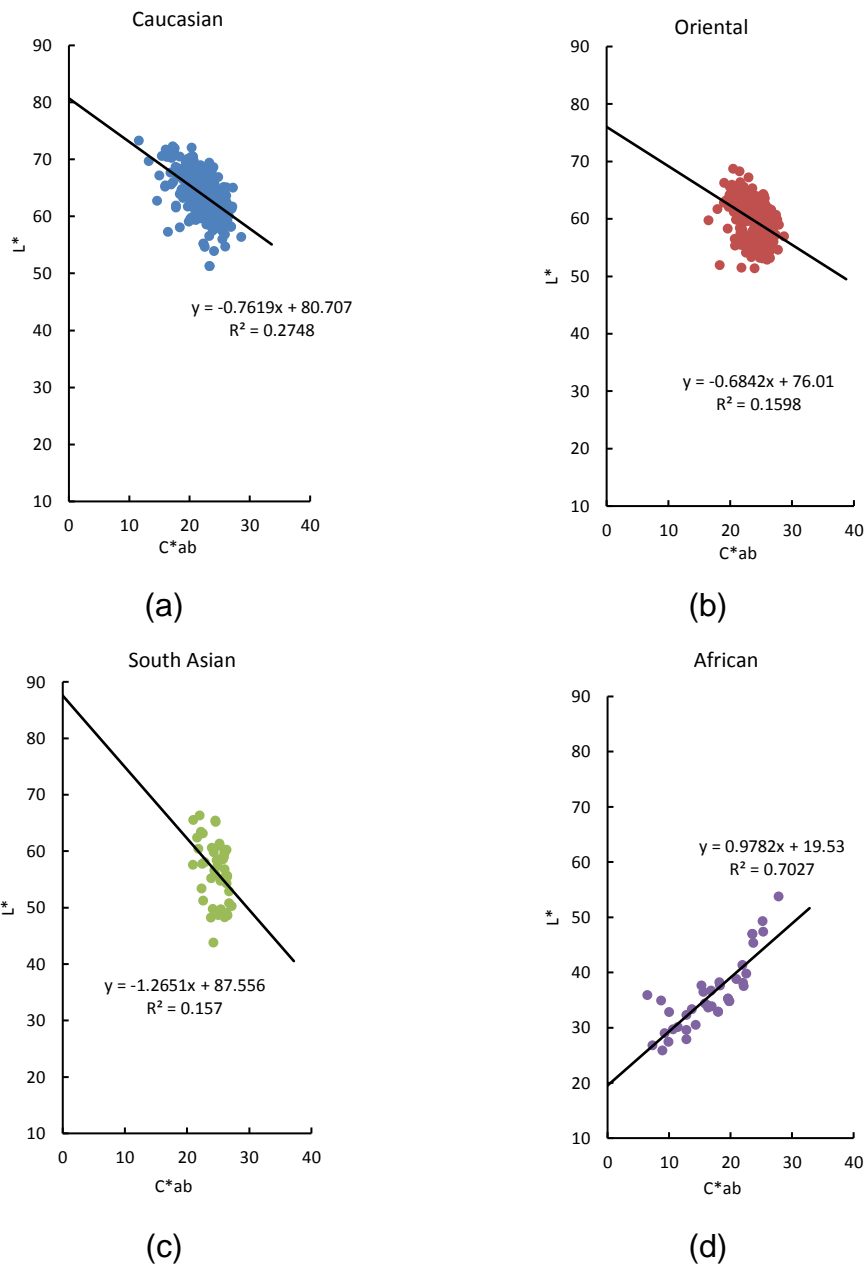 Caucasian
90
80
70
60
50
40
30
20
10
0 10 20 30 40
L*
C*ab
y = -0.7619x + 80.707
R² = 0.2748
(a)
Oriental
90
80
70
60
50
40
30
20
10
0 10 20 30 40
L*
C*ab
y = -0.6842x + 76.01
R² = 0.1598
(b)
South Asian
90
80
70
60
50
40
30
20
10
0 10 20 30 40
L*
C*ab
y = -1.2651x + 87.556
R² = 0.157
(c)
African
90
80
70
60
50
40
30
20
10
0 10 20 30 40
L*
C*ab
y = 0.9782x + 19.53
R² = 0.7027
(d)